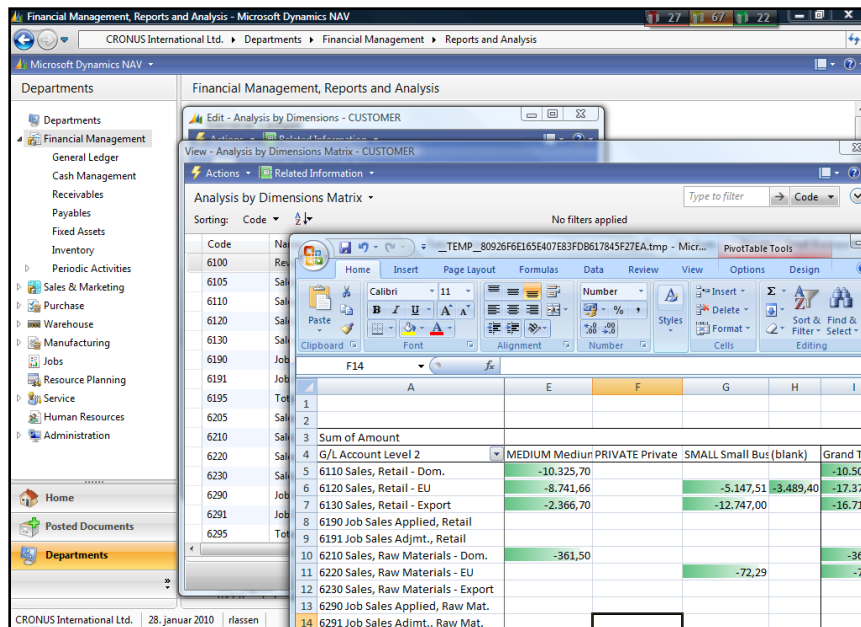 Financial Management, Reports and Analysis - Microsoft Dynamics NAV
27 67 22
CRONUS International Ltd. Departments Financial Management Reports and Analysis
Microsoft Dynamics NAV
Departments
Financial Management, Reports and Analysis
Departments
Financial Management
General Ledger
Cash Management
Receivables
Payables
Fixed Assets
Inventory
Periodic Activities
Sales & Marketing
Purchase
Warehouse
Manufacturing
Jobs
Resource Planning
Service
Human Resources
Administration
Home
Posted Documents
Departments
Edit - Analysis by Dimensions - CUSTOMER
Actions Related Information
View - Analysis by Dimensions Matrix - CUSTOMER
Actions Related Information
Analysis by Dimensions Matrix
Type to filter Code
Sorting: Code No filters applied
Code
6100
6105
6110
6120
6130
6190
6191
6195
6205
6210
6220
6230
6290
6291
6295
__TEMP__80926F6E165E407E83FDB617845F27EA.tmp - Micr... PivotTable Tools
Home Insert Page Layout Formulas Data Review View Options Design
Paste
Calibri 11
B I U A A
Number
% ,
Styles
Insert
Delete
Format
Σ
Sort & Filter
Find & Select
Clipboard Font Alignment Number Cells Editing
F14 fx
A E F G H I
1
2
3 Sum of Amount
4 G/L Account Level 2 MEDIUM Medium PRIVATE Private SMALL Small Bus (blank) Grand T
5 6110 Sales, Retail - Dom. -10.325,70 -10.50
6 6120 Sales, Retail - EU -8.741,66 -5.147,51 -3.489,40 -17.37
7 6130 Sales, Retail - Export -2.366,70 -12.747,00 -16.71
8 6190 Job Sales Applied, Retail
9 6191 Job Sales Adjmt., Retail
10 6210 Sales, Raw Materials - Dom. -361,50 -36
11 6220 Sales, Raw Materials - EU -72,29 -7
12 6230 Sales, Raw Materials - Export
13 6290 Job Sales Applied, Raw Mat.
14 6291 Job Sales Adjmt., Raw Mat.
CRONUS International Ltd. 28. januar 2010 rlassen